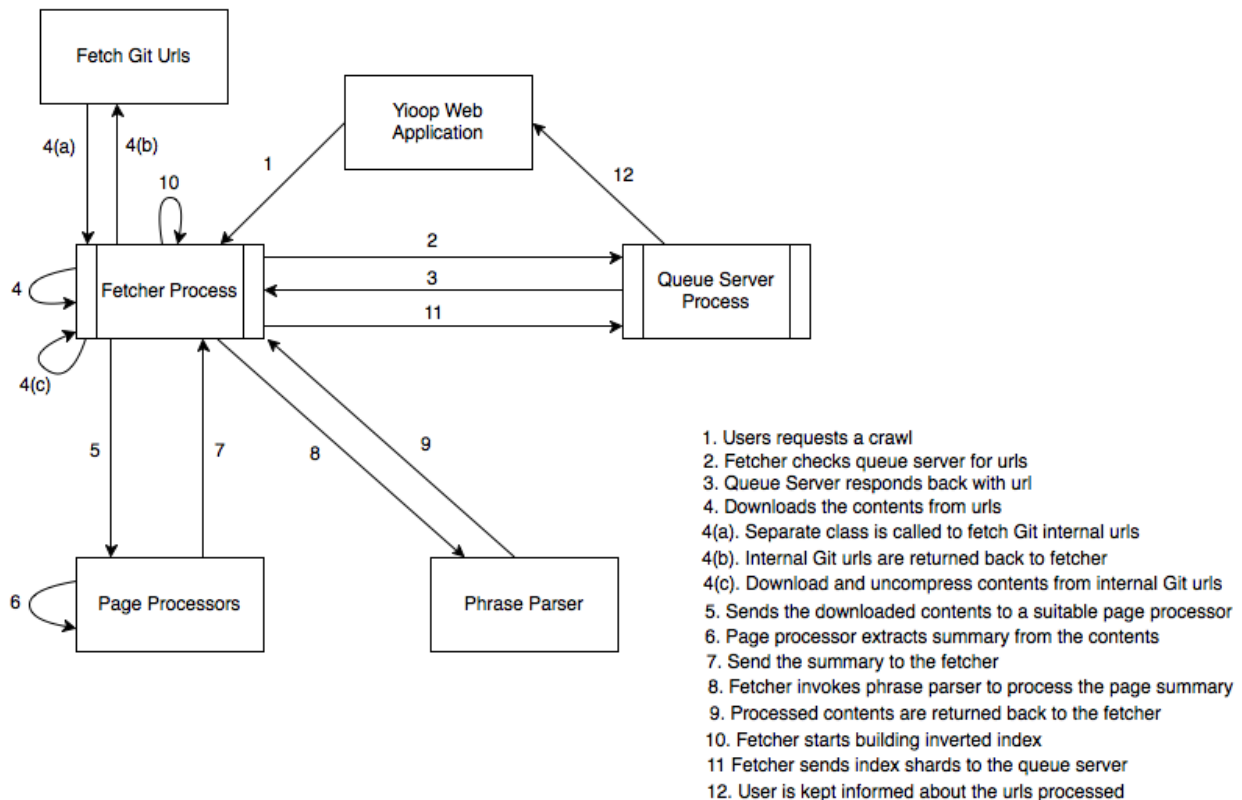 Fetch Git Urls
Yioop Web
Application
4(a)
4(b)
1
12
10
2
Fetcher Process
3
Queue Server
Process
4
11
4(c)
5
7
8
9
6
Page Processors
Phrase Parser
1. Users requests a crawl
2. Fetcher checks queue server for urls
3. Queue Server responds back with url
4. Downloads the contents from urls
4(a). Separate class is called to fetch Git internal urls
4(b). Internal Git urls are returned back to fetcher
4(c). Download and uncompress contents from internal Git urls
5. Sends the downloaded contents to a suitable page processor
6. Page processor extracts summary from the contents
7. Send the summary to the fetcher
8. Fetcher invokes phrase parser to process the page summary
9. Processed contents are returned back to the fetcher
10. Fetcher starts building inverted index
11 Fetcher sends index shards to the queue server
12. User is kept informed about the urls processed